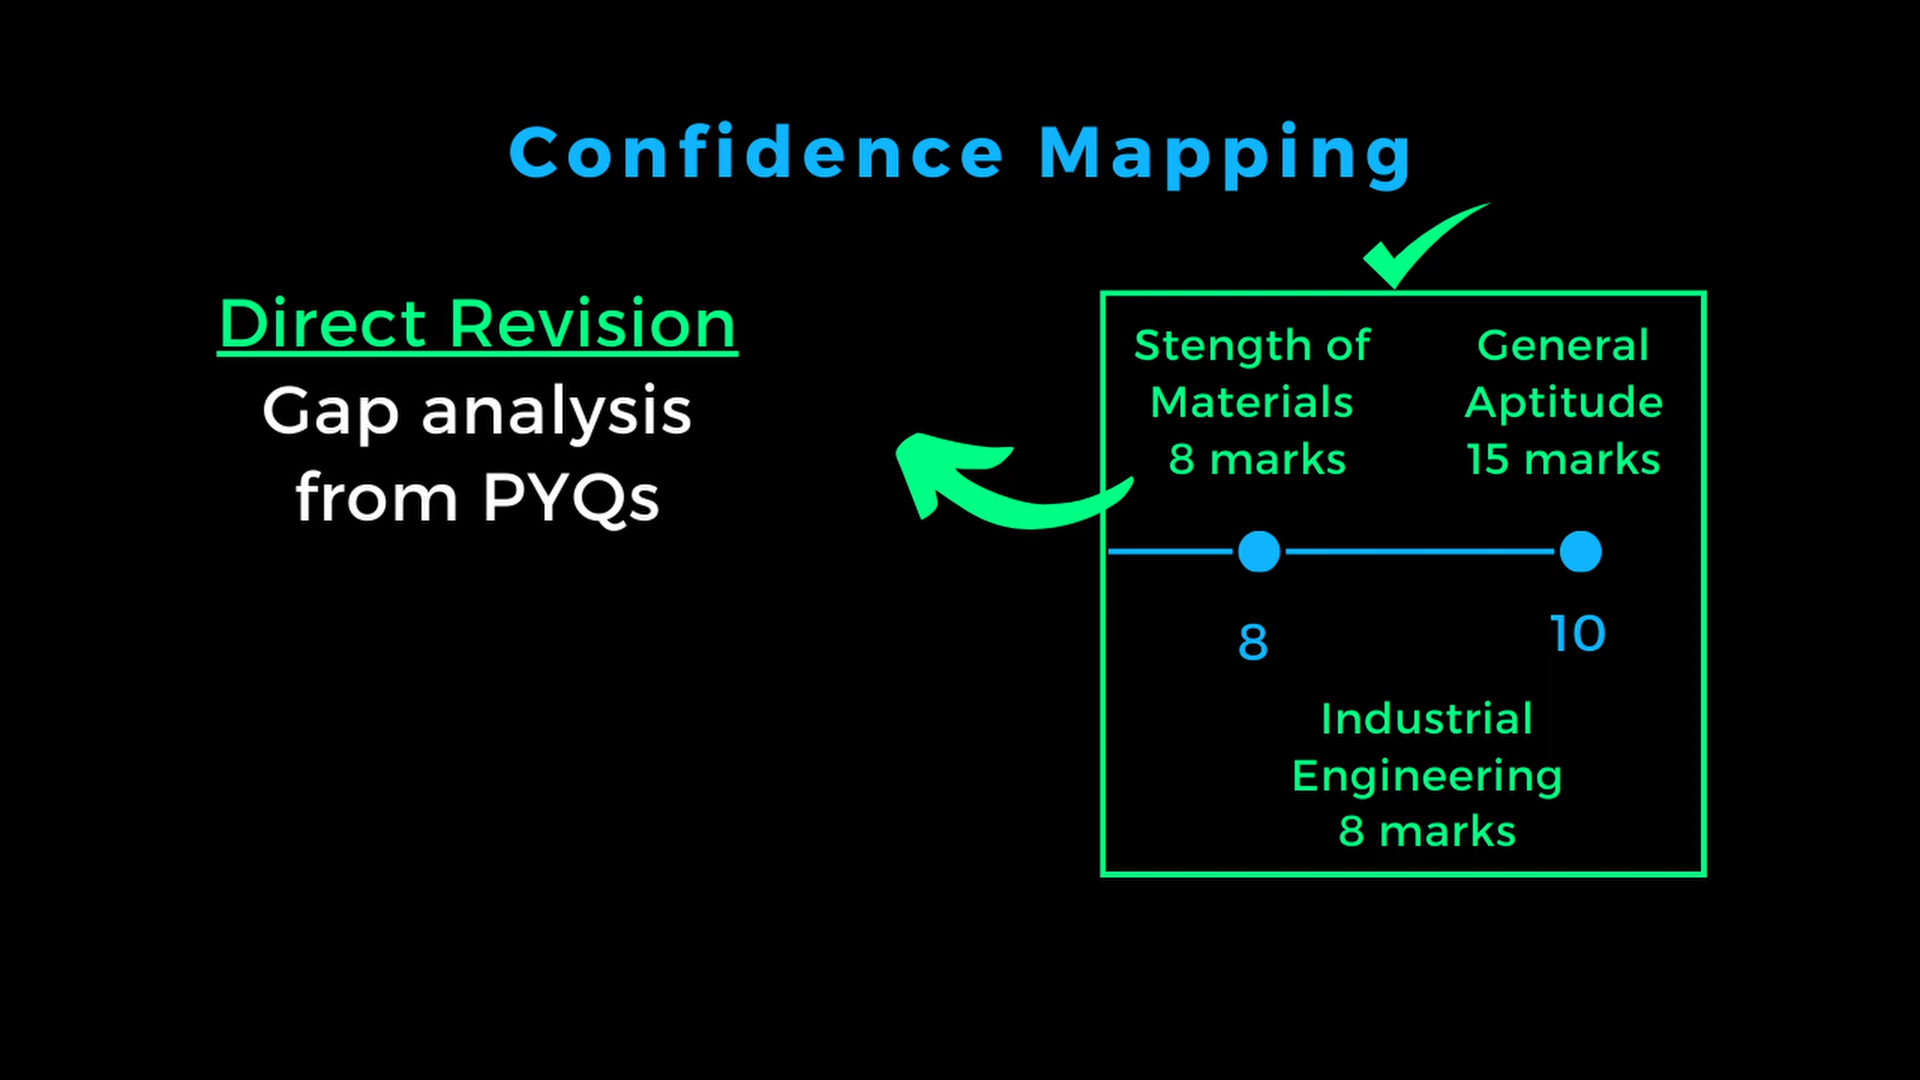 Confidence Mapping
Direct Revision
Gap analysis
from PYQs
Stength of
Materials
8 marks
General
Aptitude
15 marks
8
10
Industrial
Engineering
8 marks